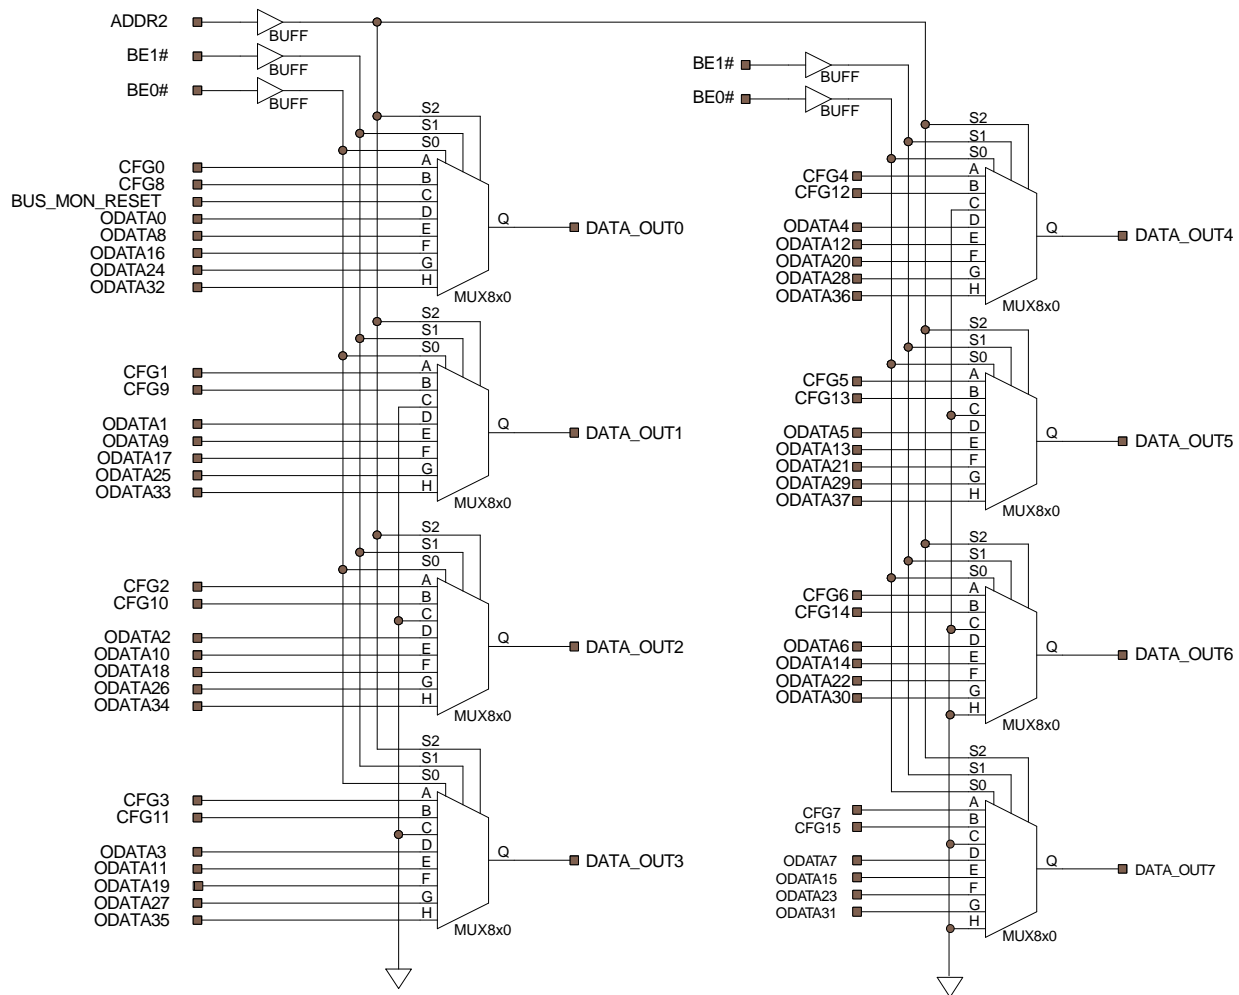 ADDR2
BUFF
BE1#
BUFF
BE0#
BUFF
S2
S1
S0
CFG0 A
CFG8 B
BUS_MON_RESET C
ODATA0 D
ODATA8 E
ODATA16 F
ODATA24 G
ODATA32 H
Q DATA_OUT0
MUX8x0
S2
S1
S0
CFG1 A
CFG9 B
C
ODATA1 D
ODATA9 E
ODATA17 F
ODATA25 G
ODATA33 H
Q DATA_OUT1
MUX8x0
S2
S1
S0
CFG2 A
CFG10 B
C
ODATA2 D
ODATA10 E
ODATA18 F
ODATA26 G
ODATA34 H
Q DATA_OUT2
MUX8x0
S2
S1
S0
CFG3 A
CFG11 B
C
ODATA3 D
ODATA11 E
ODATA19 F
ODATA27 G
ODATA35 H
Q DATA_OUT3
MUX8x0
BE1#
BUFF
BE0#
BUFF
S2
S1
S0
CFG4 A
CFG12 B
C
ODATA4 D
ODATA12 E
ODATA20 F
ODATA28 G
ODATA36 H
Q DATA_OUT4
MUX8x0
S2
S1
S0
CFG5 A
CFG13 B
C
ODATA5 D
ODATA13 E
ODATA21 F
ODATA29 G
ODATA37 H
Q DATA_OUT5
MUX8x0
S2
S1
S0
CFG6 A
CFG14 B
C
ODATA6 D
ODATA14 E
ODATA22 F
ODATA30 G
H
Q DATA_OUT6
MUX8x0
S2
S1
S0
CFG7 A
CFG15 B
C
ODATA7 D
ODATA15 E
ODATA23 F
ODATA31 G
H
Q DATA_OUT7
MUX8x0